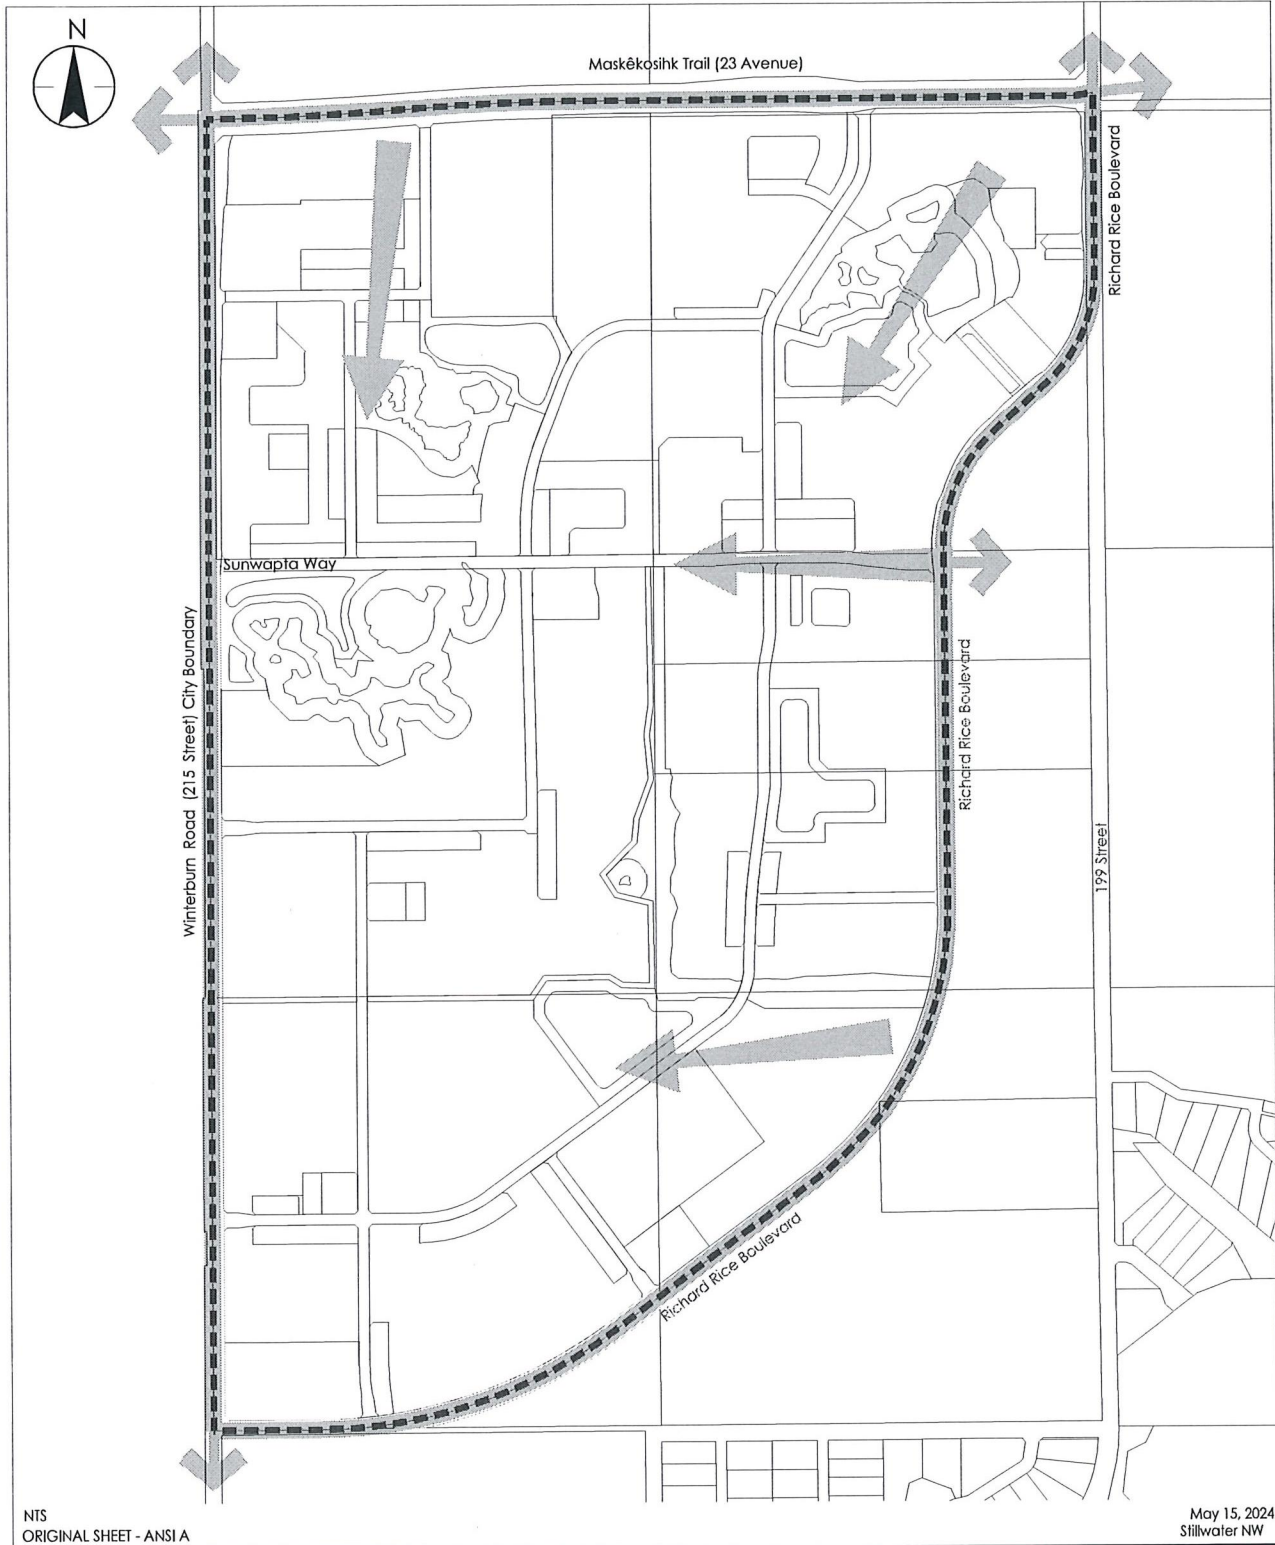 N
Maskêkosihk Trail (23 Avenue)
Richard Rice Boulevard
Sunwapta Way
Winterburn Road (215 Street) City Boundary
Richard Rice Boulevard
199 Street
Richard Rice Boulevard
NTS
ORIGINAL SHEET - ANSI A
May 15, 2024
Stillwater NW